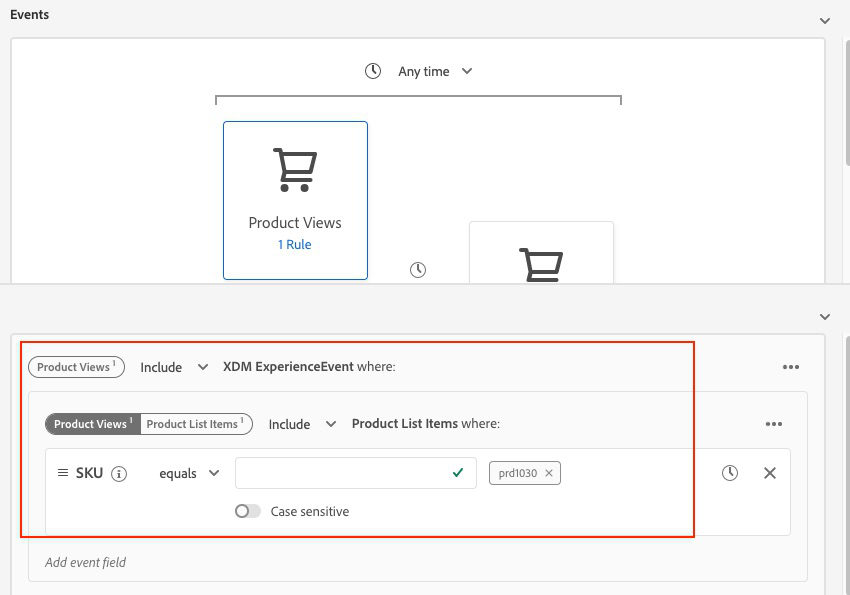 Events
Any time
Product Views
1 Rule
Product Views 1 Include XDM ExperienceEvent where:
Product Views 1 Product List Items 1 Include Product List Items where:
SKU equals prd1030
Case sensitive
Add event field